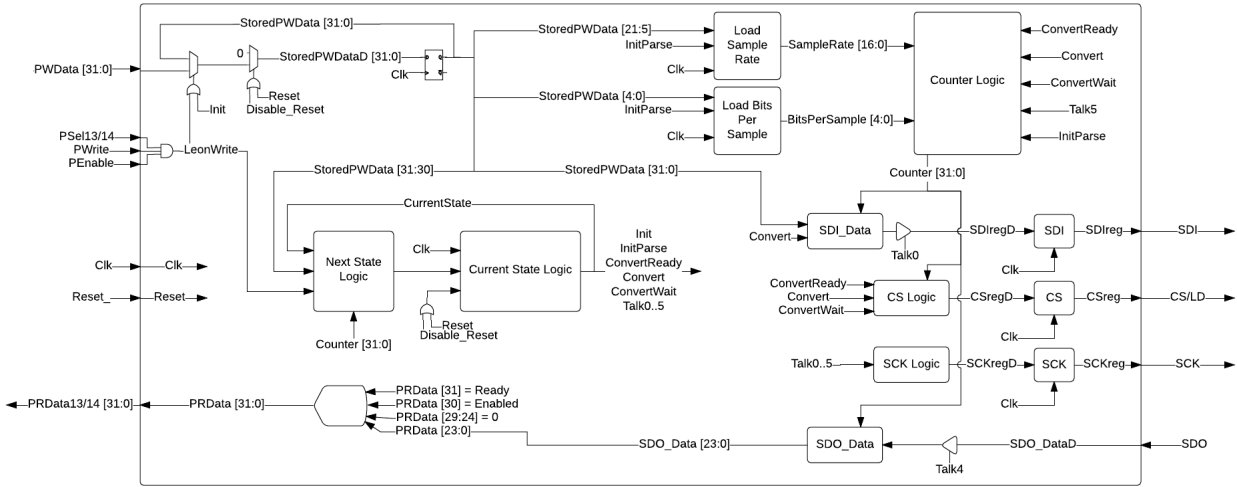 StoredPWData [31:0]
PWData [31:0]
0
StoredPWDataD [31:0]
Clk
Reset
Disable_Reset
Init
PSel13/14
PWrite
PEnable
LeonWrite
StoredPWData [21:5]
InitParse
Clk
Load
Sample
Rate
SampleRate [16:0]
StoredPWData [4:0]
InitParse
Clk
Load Bits
Per
Sample
BitsPerSample [4:0]
Counter Logic
ConvertReady
Convert
ConvertWait
Talk5
InitParse
Counter [31:0]
StoredPWData [31:30]
StoredPWData [31:0]
CurrentState
Next State
Logic
Counter [31:0]
Clk
Current State Logic
Reset
Disable_Reset
Init
InitParse
ConvertReady
Convert
ConvertWait
Talk0..5
Convert
SDI_Data
Talk0
SDIregD
SDI
Clk
SDIreg
SDI
ConvertReady
Convert
ConvertWait
CS Logic
CSregD
CS
Clk
CSreg
CS/LD
Talk0..5
SCK Logic
SCKregD
SCK
Clk
SCKreg
SCK
Clk
Clk
Reset_
Reset
PRData13/14 [31:0]
PRData [31:0]
PRData [31] = Ready
PRData [30] = Enabled
PRData [29:24] = 0
PRData [23:0]
SDO_Data [23:0]
SDO_Data
Talk4
SDO_DataD
SDO